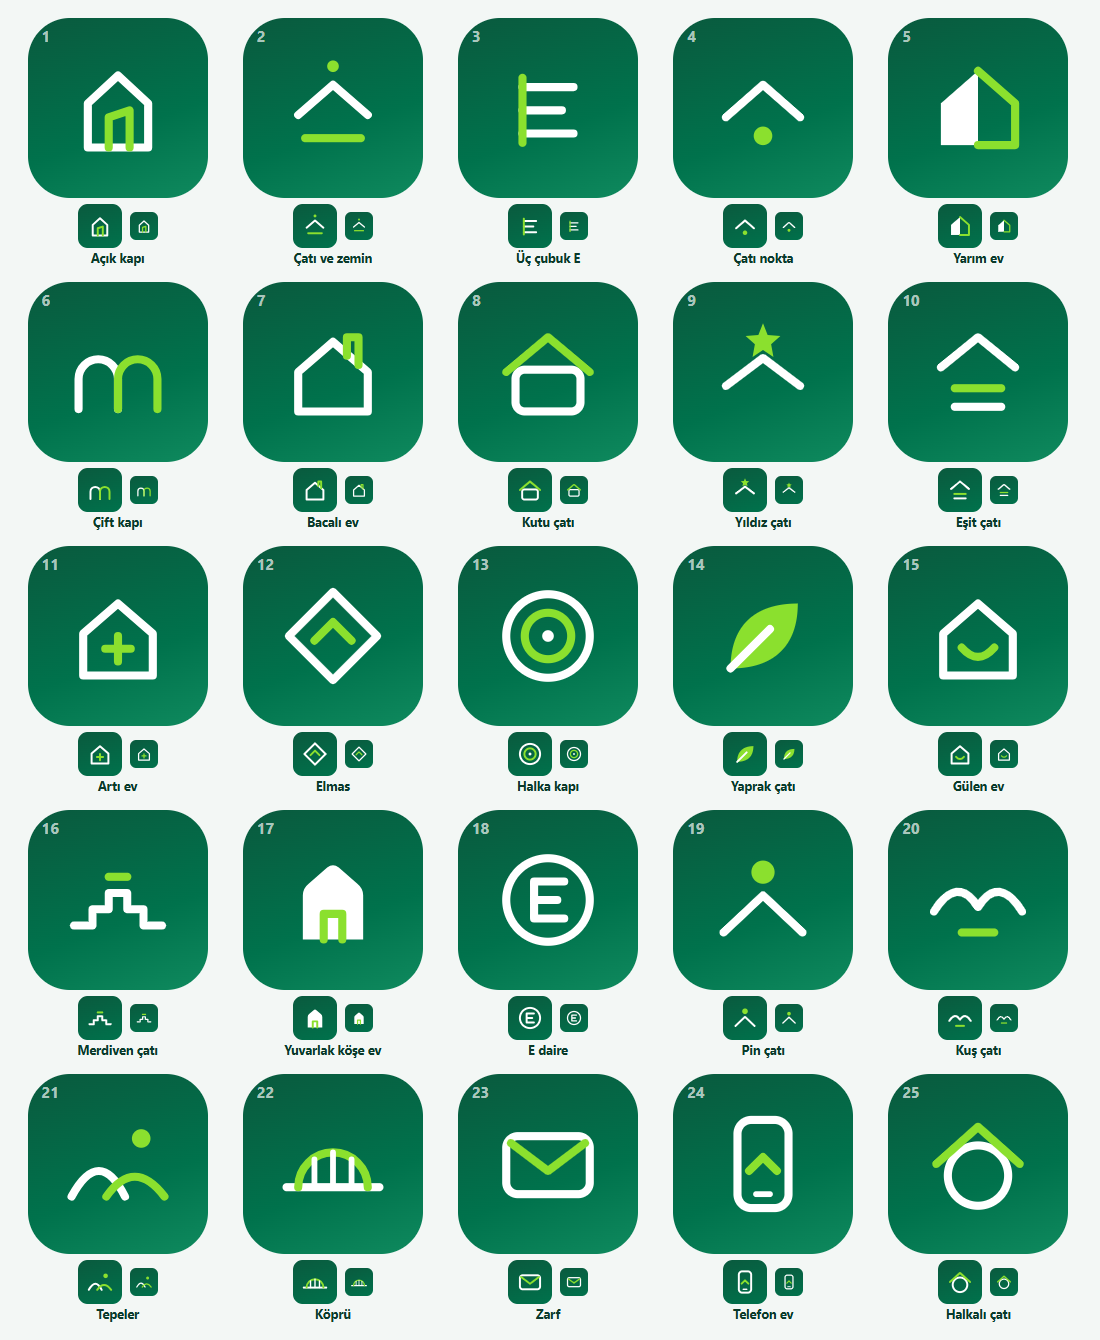 1 2 3 4 5
Açık kapı Çatı ve zemin Üç çubuk E Çatı nokta Yarım ev
6 7 8 9 10
Çift kapı Bacalı ev Kutu çatı Yıldız çatı Eşit çatı
11 12 13 14 15
Artı ev Elmas Halka kapı Yaprak çatı Gülen ev
16 17 18 19 20
E
Merdiven çatı Yuvarlak köşe ev E daire Pin çatı Kuş çatı
21 22 23 24 25
Tepeler Köprü Zarf Telefon ev Halkalı çatı